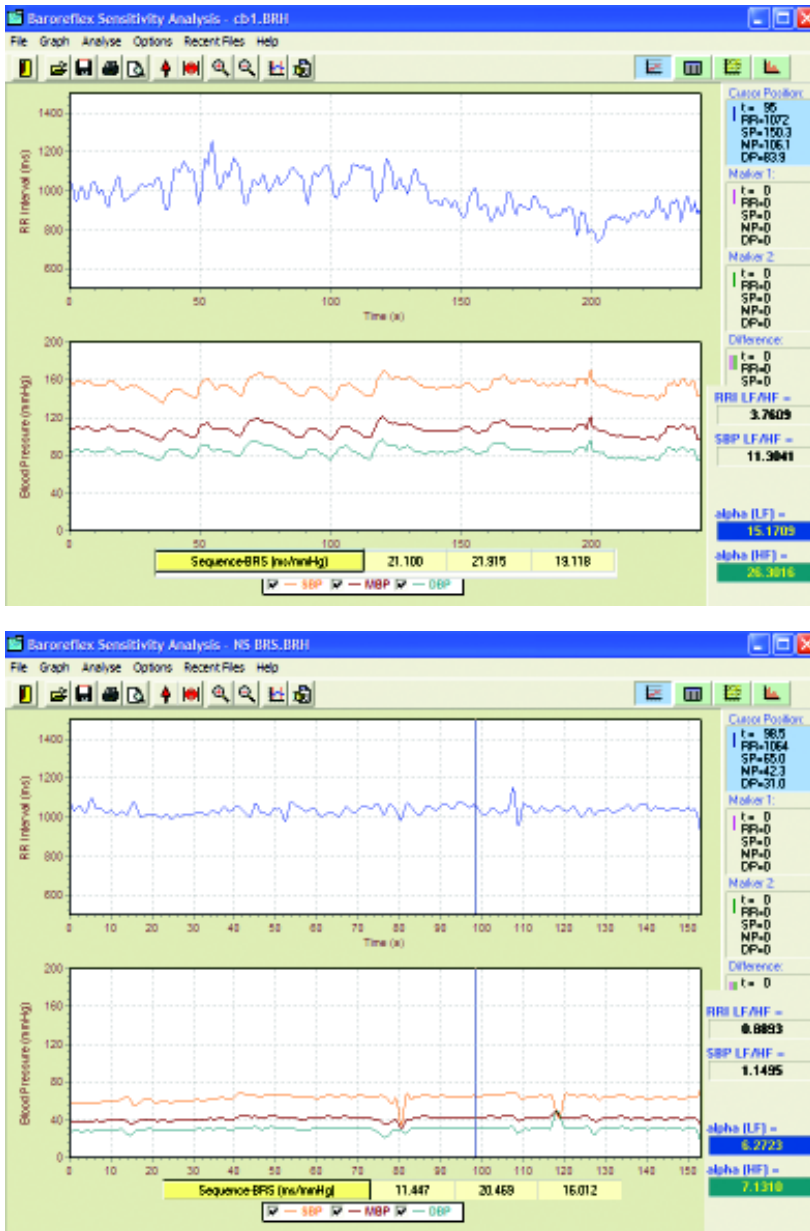 Baroreflex Sensitivity Analysis - cb1.BRH
File Graph Analyse Options Recent Files Help
Cursor Position:
t= 95
RR=1072
SP=150.3
MP=106.1
DP=83.9
Marker 1:
t= 0
RR=0
SP=0
MP=0
DP=0
Marker 2
t= 0
RR=0
SP=0
MP=0
DP=0
Difference:
t= 0
RR=0
SP=0
RRI LF/HF =
3.7609
SBP LF/HF =
11.3041
alpha (LF) =
15.1709
alpha (HF) =
26.3016
RR Interval (ms)
1400
1200
1000
800
600
0 50 100 150 200
Time (s)
Blood Pressure (mmHg)
200
160
120
80
40
0
0 50 100 150 200
Sequence-BRS (ms/mmHg) 21.100 21.915 19.118
SBP MBP DBP
Baroreflex Sensitivity Analysis - NS BRS.BRH
File Graph Analyse Options Recent Files Help
Cursor Position:
t= 98.5
RR=1064
SP=65.0
MP=42.3
DP=31.0
Marker 1:
t= 0
RR=0
SP=0
MP=0
DP=0
Marker 2
t= 0
RR=0
SP=0
MP=0
DP=0
Difference:
t= 0
RRI LF/HF =
0.8893
SBP LF/HF =
1.1495
alpha (LF) =
6.2723
alpha (HF) =
7.1310
RR Interval (ms)
1400
1200
1000
800
600
0 10 20 30 40 50 60 70 80 90 100 110 120 130 140 150
Time (s)
Blood Pressure (mmHg)
200
160
120
80
40
0
0 10 20 30 40 50 60 70 80 90 100 110 120 130 140 150
Sequence-BRS (ms/mmHg) 11.447 20.469 16.012
SBP MBP DBP